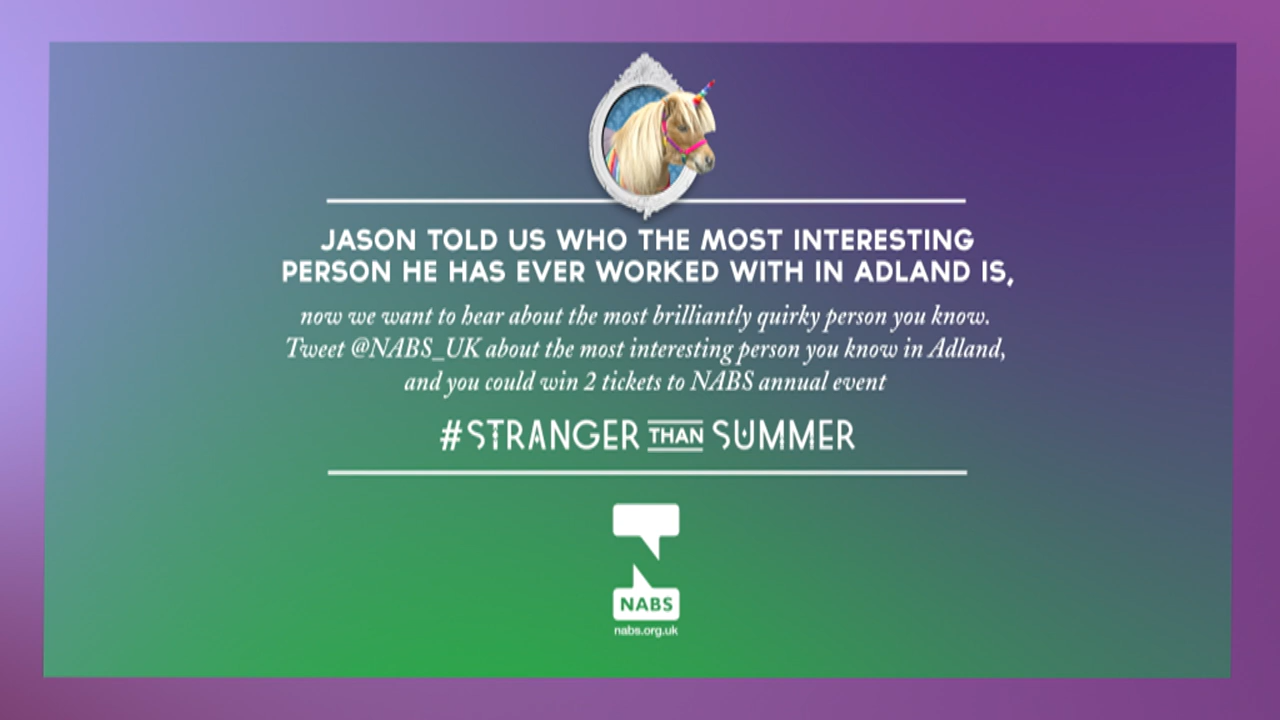 JASON TOLD US WHO THE MOST INTERESTING
PERSON HE HAS EVER WORKED WITH IN ADLAND IS,
now we want to hear about the most brilliantly quirky person you know.
Tweet @NABS_UK about the most interesting person you know in Adland,
and you could win 2 tickets to NABS annual event
#STRANGER THAN SUMMER
NABS
nabs.org.uk